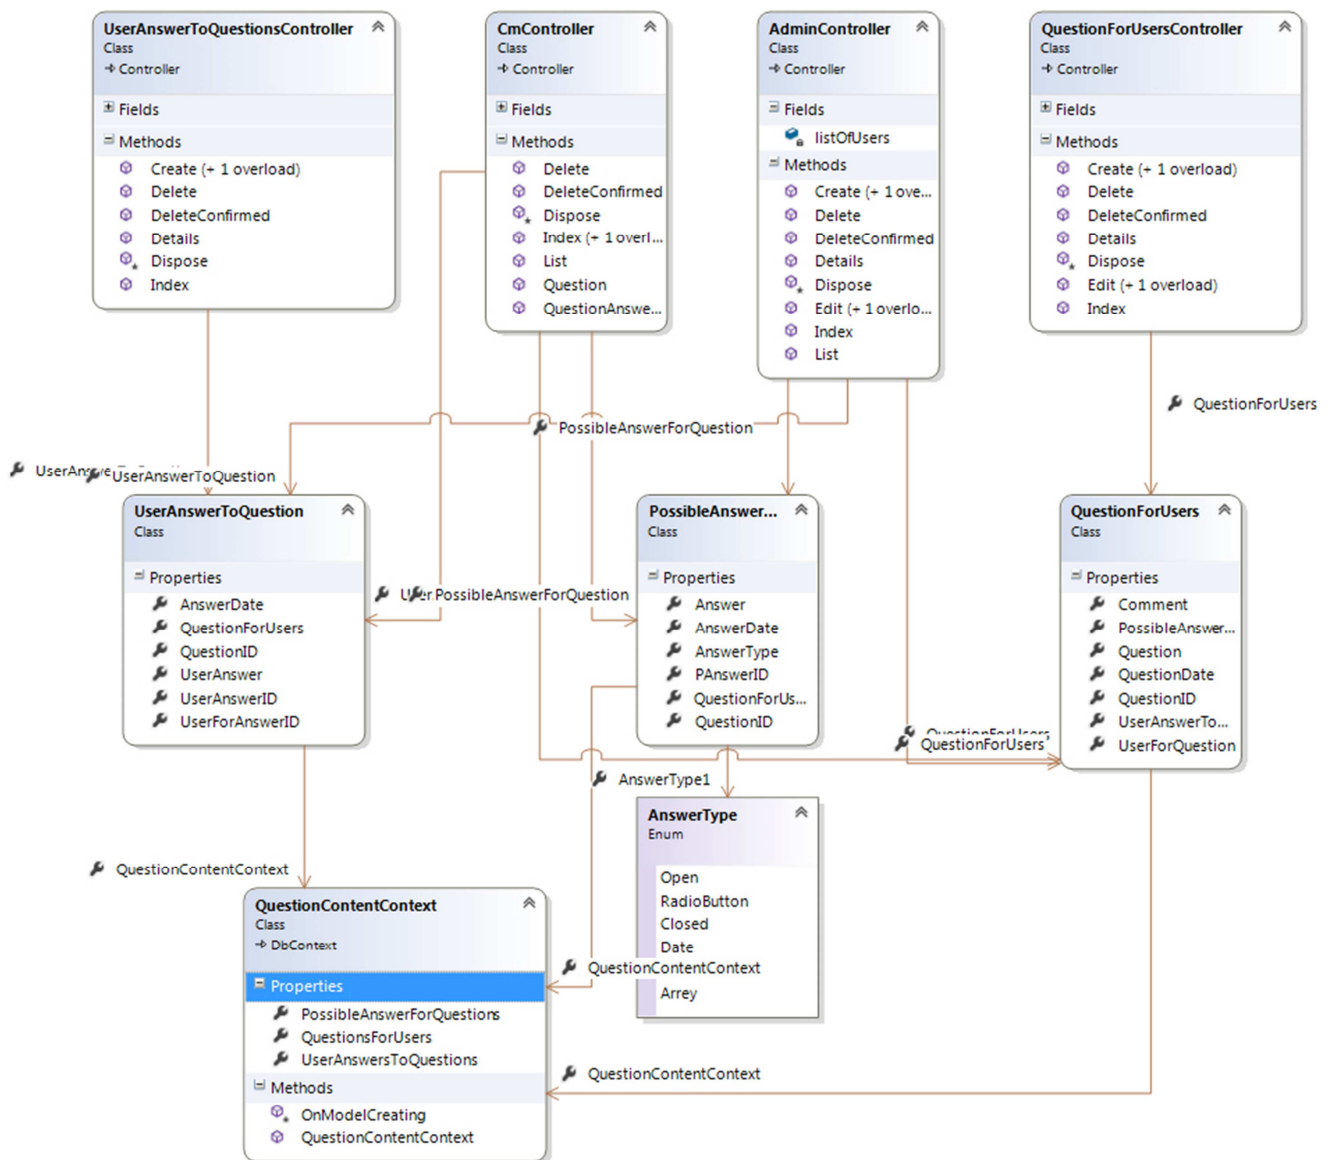 UserAnswerToQuestionsController
Class
Controller
Fields
Methods
Create (+ 1 overload)
Delete
DeleteConfirmed
Details
Dispose
Index
CmController
Class
Controller
Fields
Methods
Delete
DeleteConfirmed
Dispose
Index (+ 1 overl...
List
Question
QuestionAnswe...
AdminController
Class
Controller
Fields
listOfUsers
Methods
Create (+ 1 ove...
Delete
DeleteConfirmed
Details
Dispose
Edit (+ 1 overlo...
Index
List
QuestionForUsersController
Class
Controller
Fields
Methods
Create (+ 1 overload)
Delete
DeleteConfirmed
Details
Dispose
Edit (+ 1 overload)
Index
QuestionForUsers
PossibleAnswerForQuestion
UserAnswerToQuestion
UserAnswerToQuestion
Class
Properties
AnswerDate
QuestionForUsers
QuestionID
UserAnswer
UserAnswerID
UserForAnswerID
PossibleAnswerForQuestion
PossibleAnswer...
Class
Properties
Answer
AnswerDate
AnswerType
PAnswerID
QuestionForUs...
QuestionID
QuestionForUsers
Class
Properties
Comment
PossibleAnswer...
Question
QuestionDate
QuestionID
UserAnswerTo...
UserForQuestion
QuestionForUsers
QuestionForUsers
AnswerType1
AnswerType
Enum
Open
RadioButton
Closed
Date
Arrey
QuestionContentContext
QuestionContentContext
Class
DbContext
Properties
PossibleAnswerForQuestions
QuestionsForUsers
UserAnswersToQuestions
Methods
OnModelCreating
QuestionContentContext
QuestionContentContext
QuestionContentContext